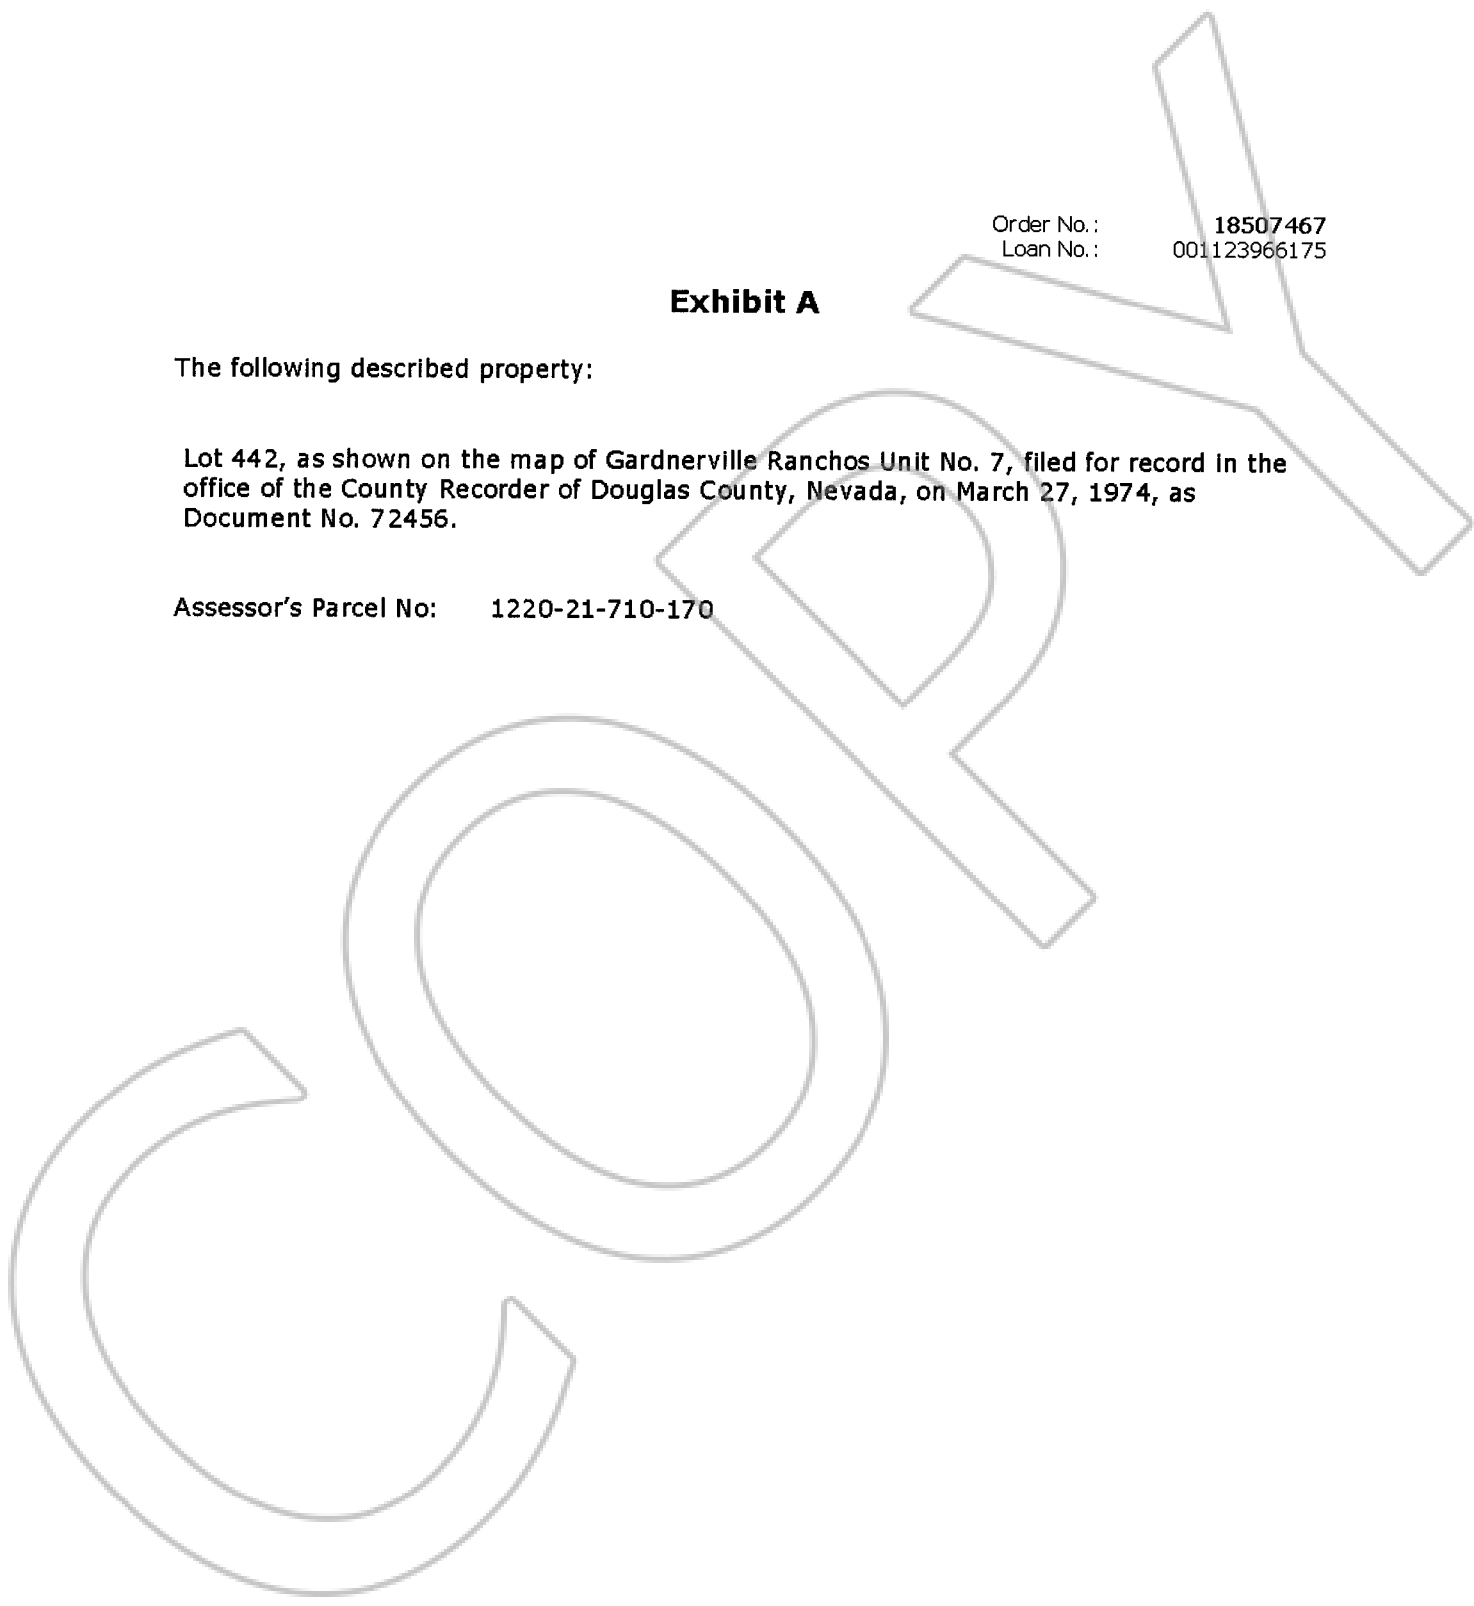 Order No.: 18507467
Loan No.: 001123966175
Exhibit A
The following described property:
Lot 442, as shown on the map of Gardnerville Ranchos Unit No. 7, filed for record in the
office of the County Recorder of Douglas County, Nevada, on March 27, 1974, as
Document No. 72456.
Assessor's Parcel No: 1220-21-710-170
COPY